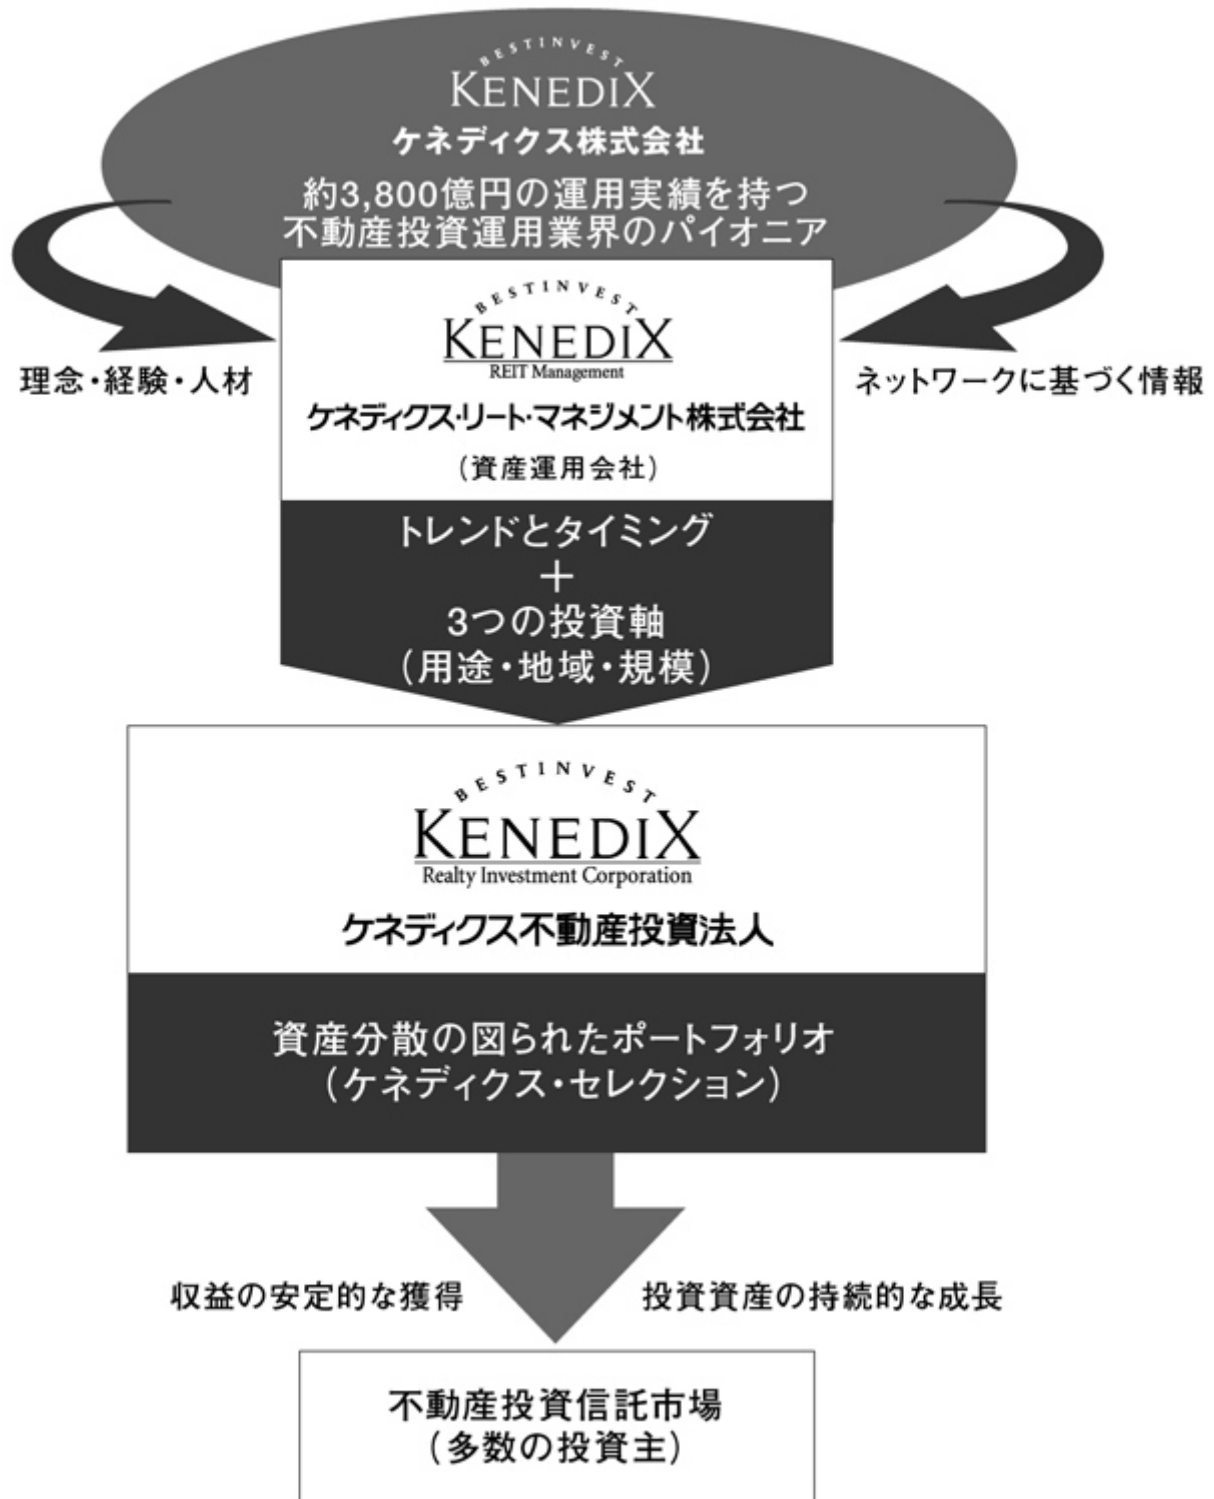 BESTINVEST
KENEDIX
ケネディクス株式会社
約3,800億円の運用実績を持つ
不動産投資運用業界のパイオニア
BESTINVEST
KENEDIX
REIT Management
理念・経験・人材
ネットワークに基づく情報
ケネディクス・リート・マネジメント株式会社
(資産運用会社)
トレンドとタイミング
+
3つの投資軸
(用途・地域・規模)
BESTINVEST
KENEDIX
Realty Investment Corporation
ケネディクス不動産投資法人
資産分散の図られたポートフォリオ
(ケネディクス・セレクション)
収益の安定的な獲得
投資資産の持続的な成長
不動産投資信託市場
(多数の投資主)